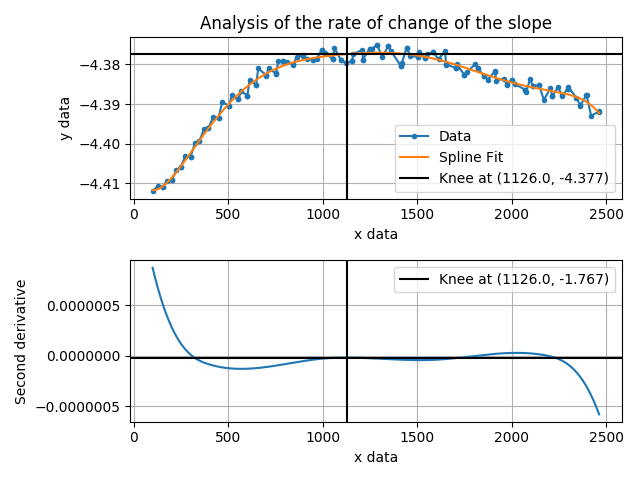 Analysis of the rate of change of the slope
y data
−4.38
−4.39
−4.40
−4.41
Data
Spline Fit
Knee at (1126.0, -4.377)
0
500
1000
1500
2000
2500
x data
Second derivative
0.0000005
0.0000000
−0.0000005
Knee at (1126.0, -1.767)
0
500
1000
1500
2000
2500
x data